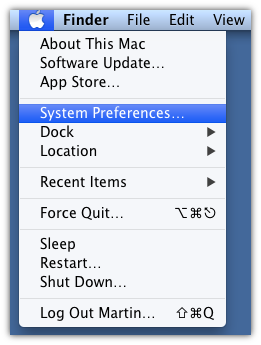 Finder File Edit View
About This Mac
Software Update…
App Store…
System Preferences…
Dock
Location
Recent Items
Force Quit… ⌥⌘⎋
Sleep
Restart…
Shut Down…
Log Out Martin… ⇧⌘Q